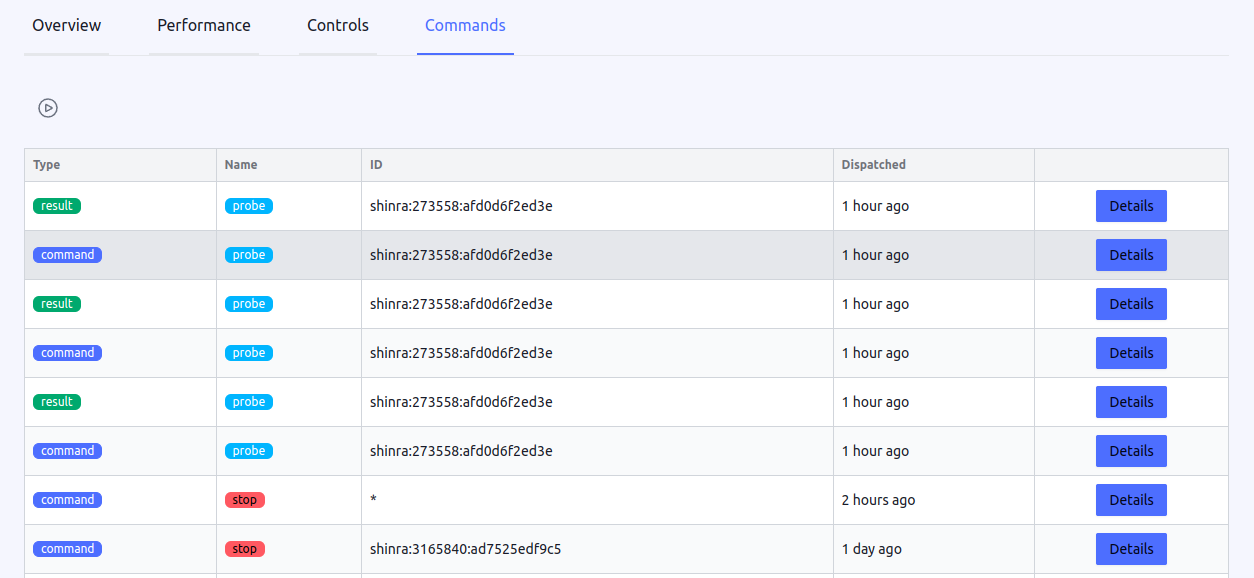 Overview Performance Controls Commands
Type Name ID Dispatched
result probe shinra:273558:afd0d6f2ed3e 1 hour ago Details
command probe shinra:273558:afd0d6f2ed3e 1 hour ago Details
result probe shinra:273558:afd0d6f2ed3e 1 hour ago Details
command probe shinra:273558:afd0d6f2ed3e 1 hour ago Details
result probe shinra:273558:afd0d6f2ed3e 1 hour ago Details
command probe shinra:273558:afd0d6f2ed3e 1 hour ago Details
command stop * 2 hours ago Details
command stop shinra:3165840:ad7525edf9c5 1 day ago Details